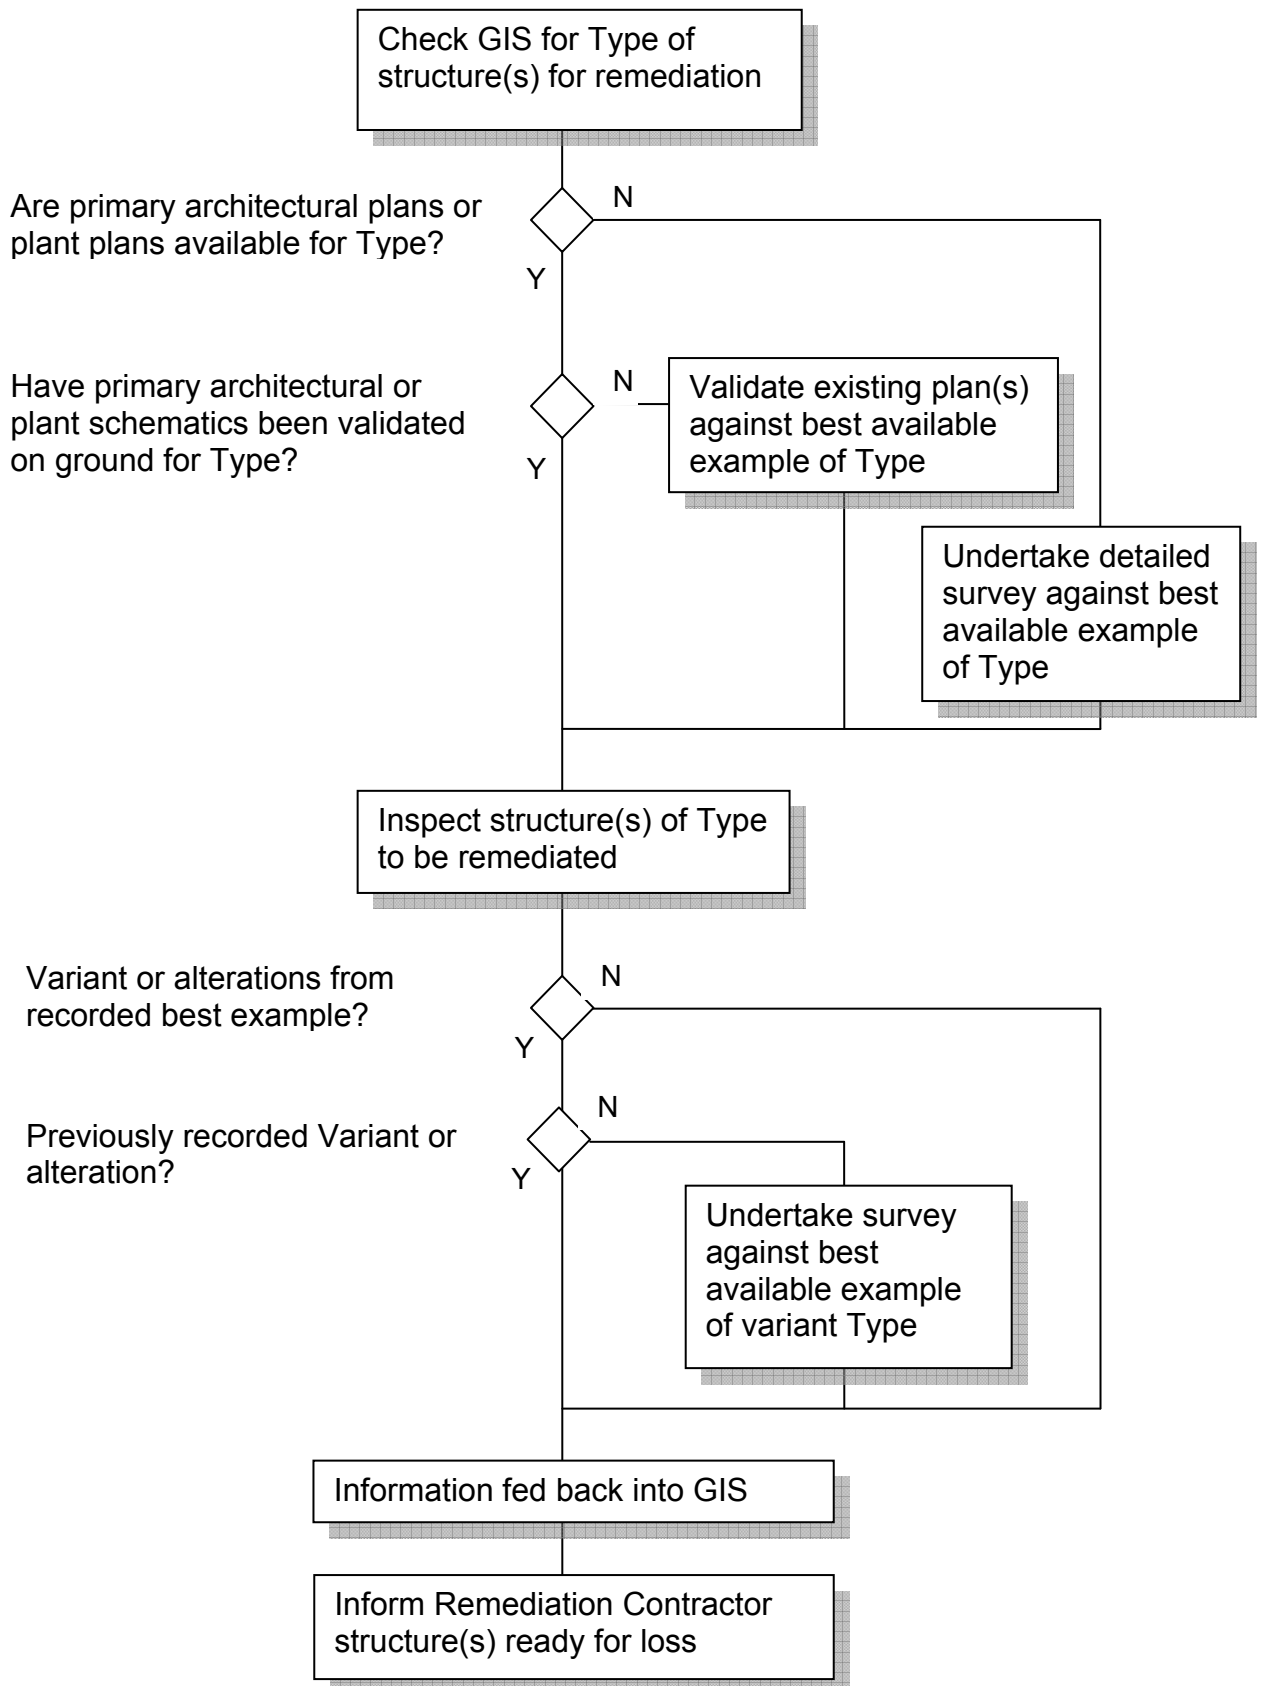 Check GIS for Type of
structure(s) for remediation
Are primary architectural plans or
plant plans available for Type?
N
Y
Have primary architectural or
plant schematics been validated
on ground for Type?
N
Y
Validate existing plan(s)
against best available
example of Type
Undertake detailed
survey against best
available example
of Type
Inspect structure(s) of Type
to be remediated
Variant or alterations from
recorded best example?
N
Y
Previously recorded Variant or
alteration?
N
Y
Undertake survey
against best
available example
of variant Type
Information fed back into GIS
Inform Remediation Contractor
structure(s) ready for loss